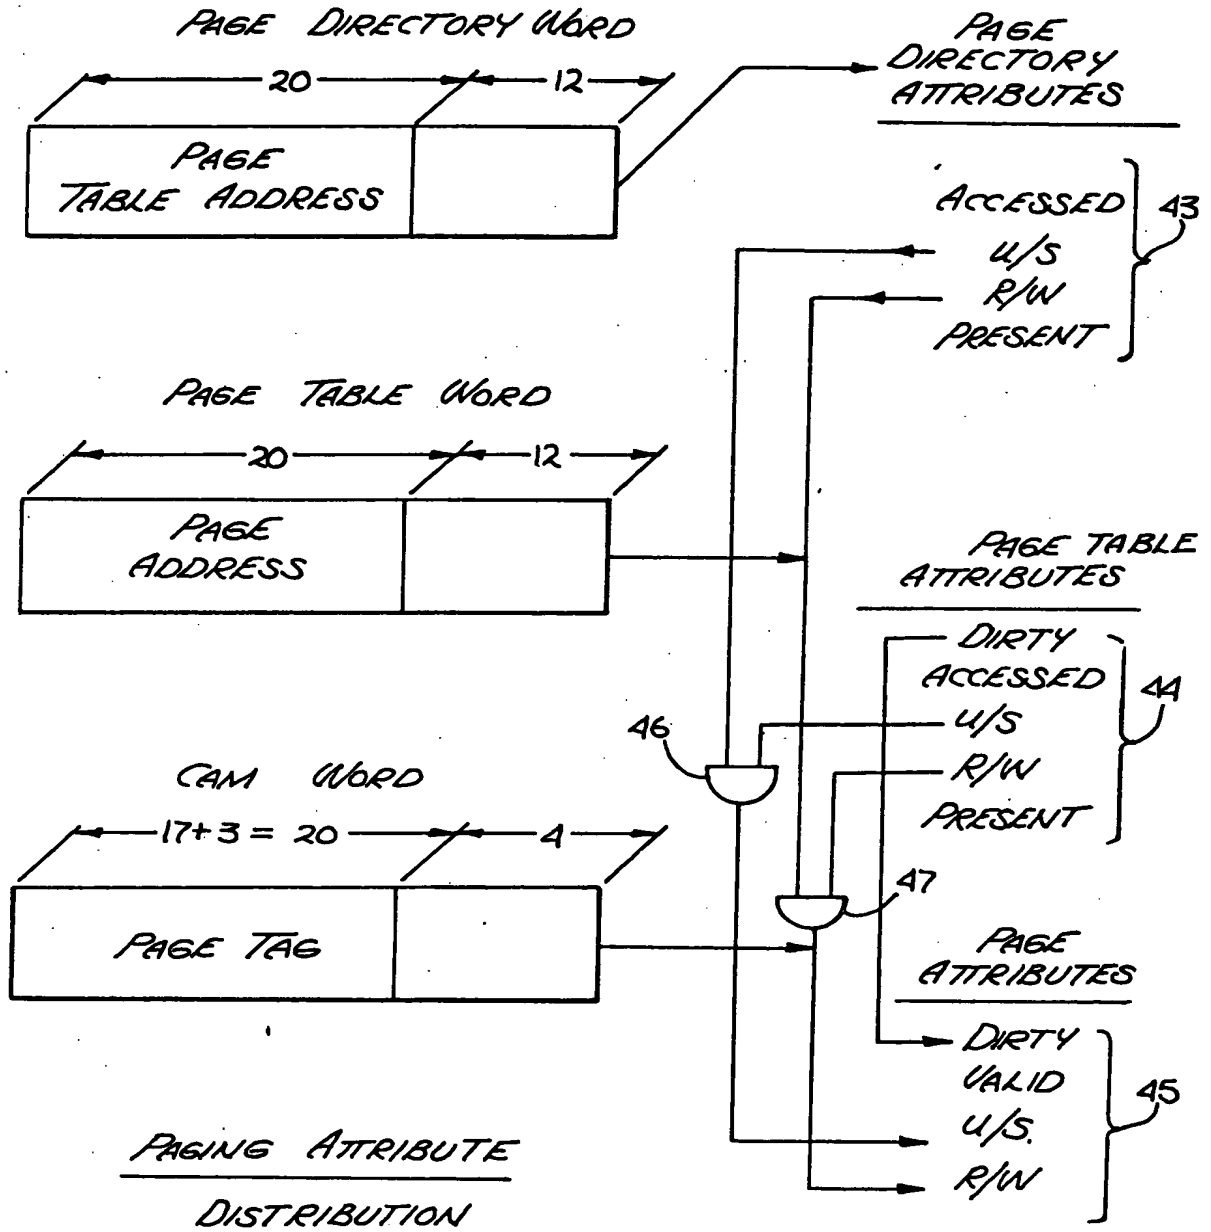 PAGE DIRECTORY WORD
20
12
PAGE
TABLE ADDRESS
PAGE
DIRECTORY
ATTRIBUTES
ACCESSED
U/S
R/W
PRESENT
43
PAGE TABLE WORD
20
12
PAGE
ADDRESS
PAGE TABLE
ATTRIBUTES
DIRTY
ACCESSED
U/S
R/W
PRESENT
44
46
CAM WORD
17+3 = 20
4
PAGE TAG
47
PAGE
ATTRIBUTES
DIRTY
VALID
U/S.
R/W
45
PAGING ATTRIBUTE
DISTRIBUTION